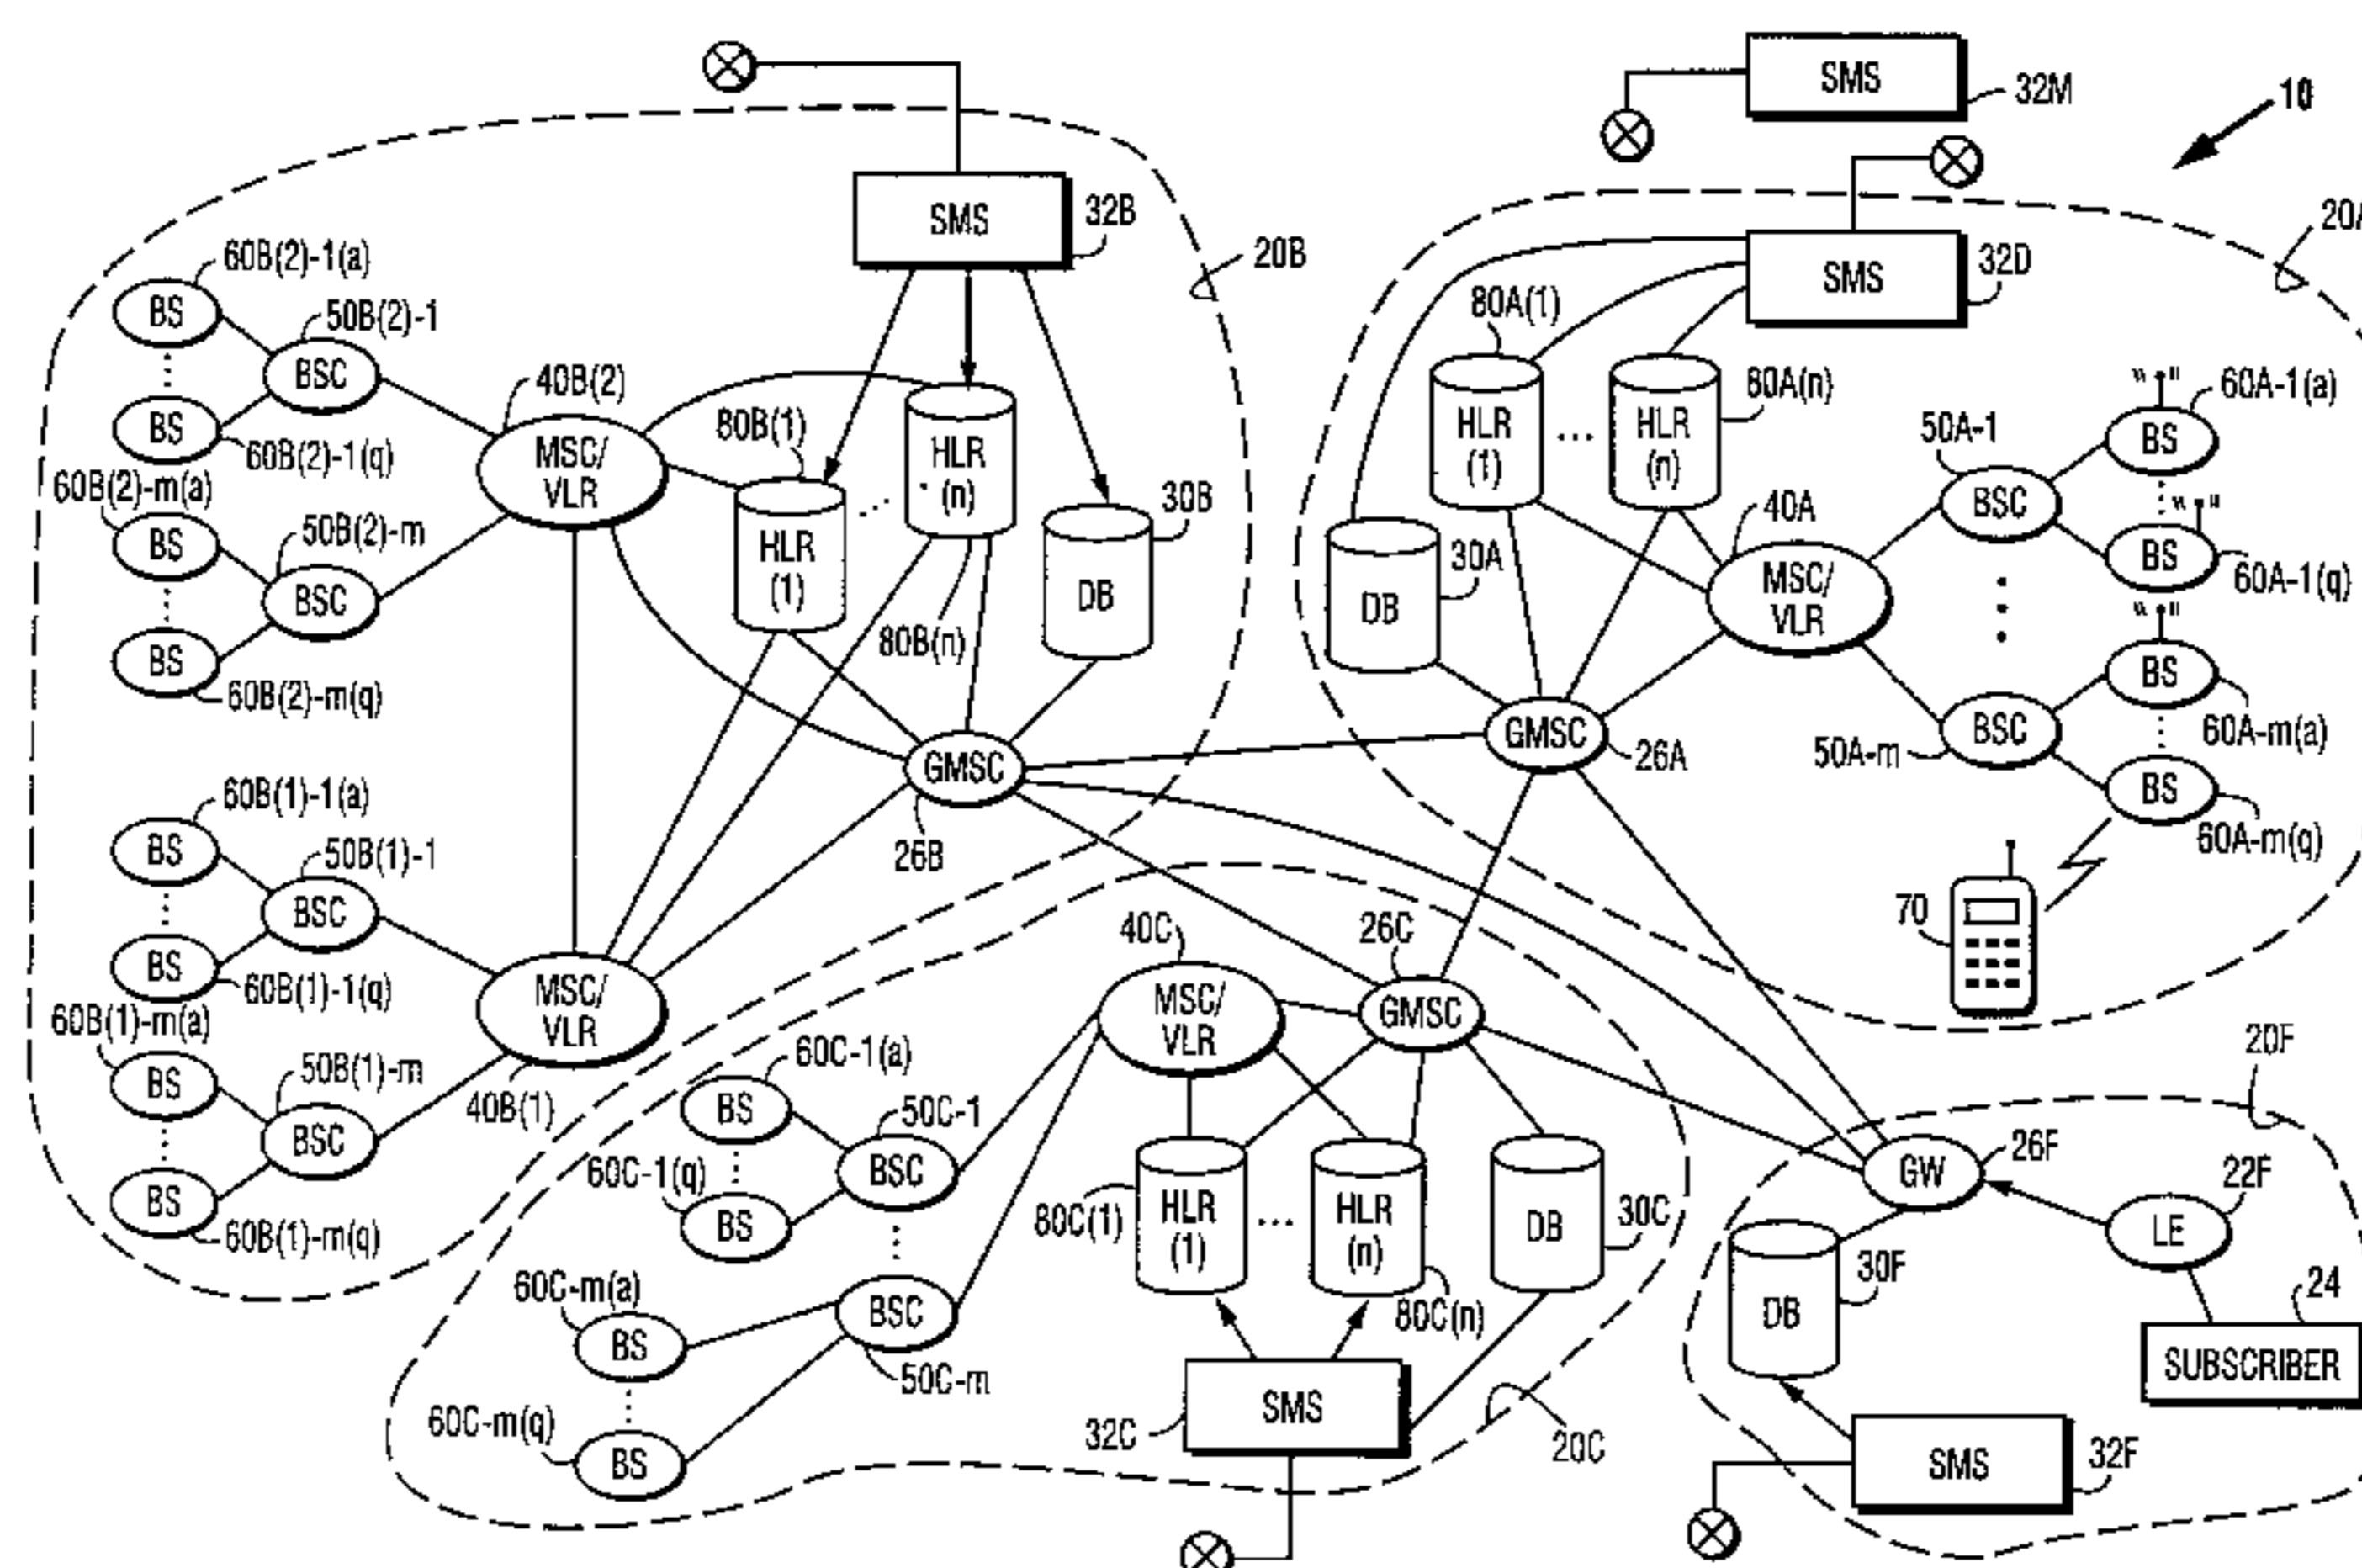 SMS
32M
10
SMS
32B
20B
SMS
32D
60B(2)-1(a)
BS
50B(2)-1
BSC
BS
60B(2)-1(q)
40B(2)
MSC/
VLR
60B(2)-m(a)
BS
50B(2)-m
BSC
BS
60B(2)-m(q)
80B(1)
HLR
(1)
...
HLR
(n)
80B(n)
30B
DB
GMSC
26B
60B(1)-1(a)
BS
50B(1)-1
BSC
BS
60B(1)-1(q)
60B(1)-m(a)
BS
50B(1)-m
BSC
BS
60B(1)-m(q)
MSC/
VLR
40B(1)
80A(1)
HLR
(1)
...
HLR
(n)
80A(n)
30A
DB
40A
MSC/
VLR
50A-1
BSC
BS
60A-1(a)
BS
60A-1(q)
BS
60A-m(a)
BSC
50A-m
BS
60A-m(q)
GMSC
26A
70
40C
MSC/
VLR
26C
GMSC
60C-1(a)
BS
50C-1
BSC
60C-1(q)
BS
60C-m(a)
BS
BSC
50C-m
60C-m(q)
BS
80C(1)
HLR
(1)
...
HLR
(n)
80C(n)
DB
30C
SMS
32C
20C
20F
GW
26F
22F
LE
DB
30F
24
SUBSCRIBER
SMS
32F